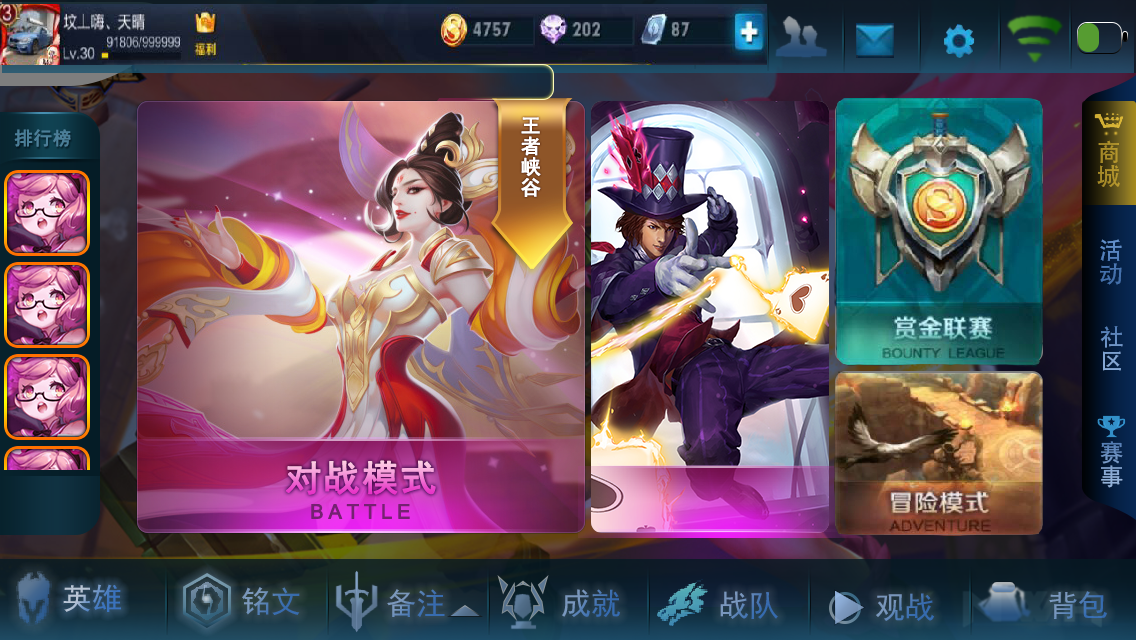 3
坟丄嗨、天晴
Lv.30
91806/999999
福利
4757
202
87
排行榜
王者峡谷
对战模式
BATTLE
赏金联赛
BOUNTY LEAGUE
冒险模式
ADVENTURE
商城
活动
社区
赛事
英雄
铭文
备注
成就
战队
观战
背包